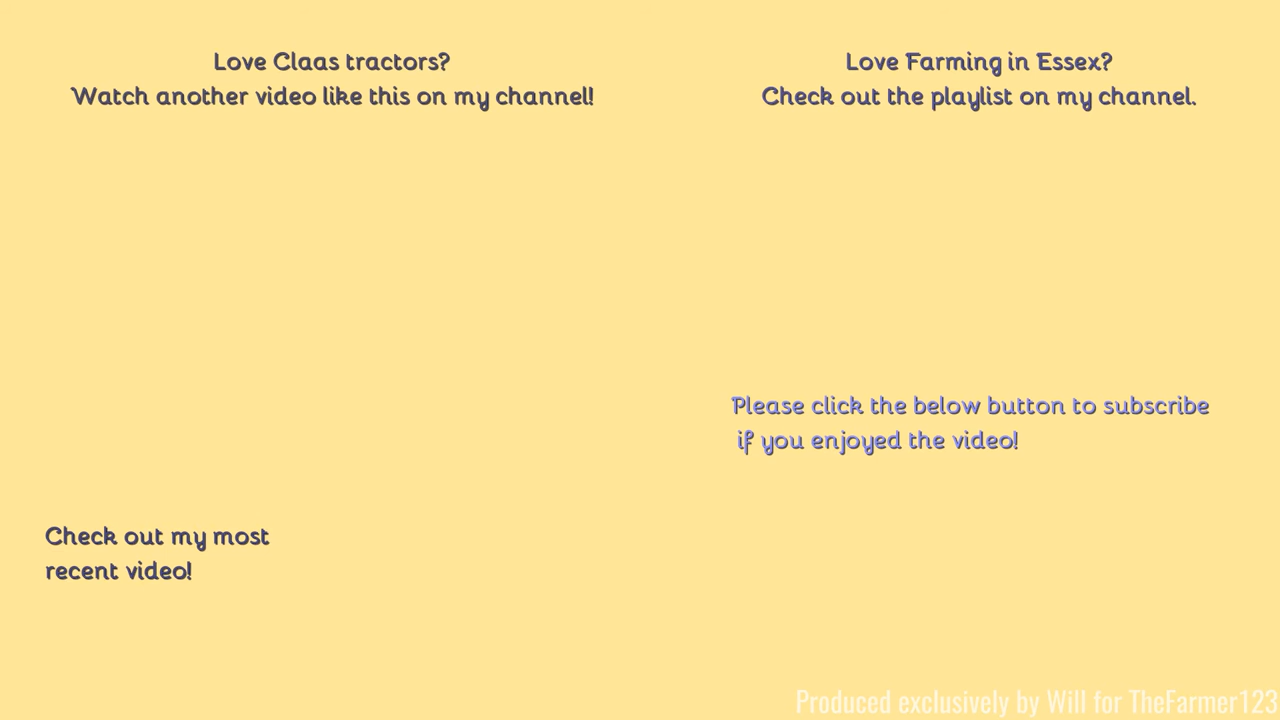 Love Claas tractors?
Watch another video like this on my channel!
Love Farming in Essex?
Check out the playlist on my channel.
Please click the below button to subscribe
if you enjoyed the video!
Check out my most
recent video!
Produced exclusively by Will for TheFarmer123